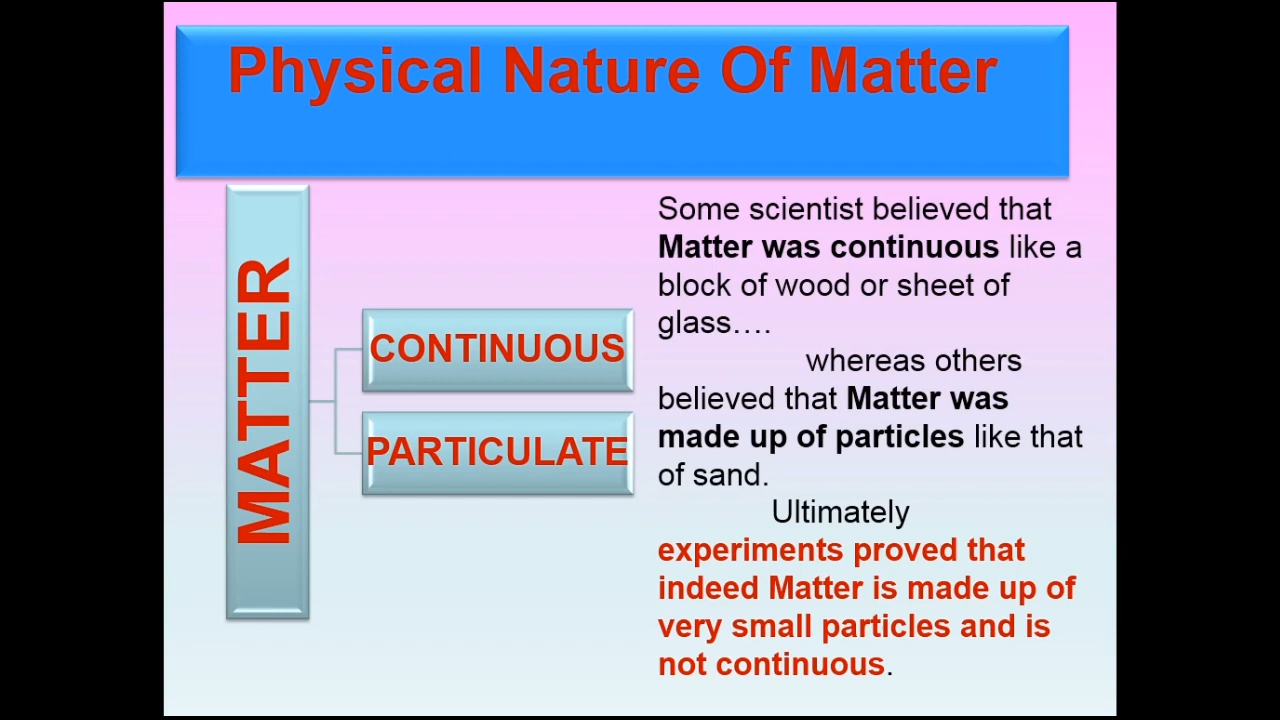 Physical Nature Of Matter
MATTER
CONTINUOUS
PARTICULATE
Some scientist believed that
Matter was continuous like a
block of wood or sheet of
glass….
whereas others
believed that Matter was
made up of particles like that
of sand.
Ultimately
experiments proved that
indeed Matter is made up of
very small particles and is
not continuous.